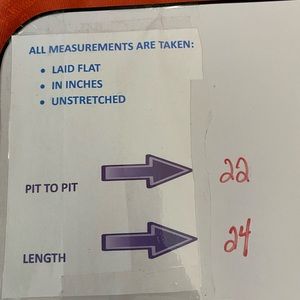 ALL MEASUREMENTS ARE TAKEN:
• LAID FLAT
• IN INCHES
• UNSTRETCHED
PIT TO PIT 22
LENGTH 24